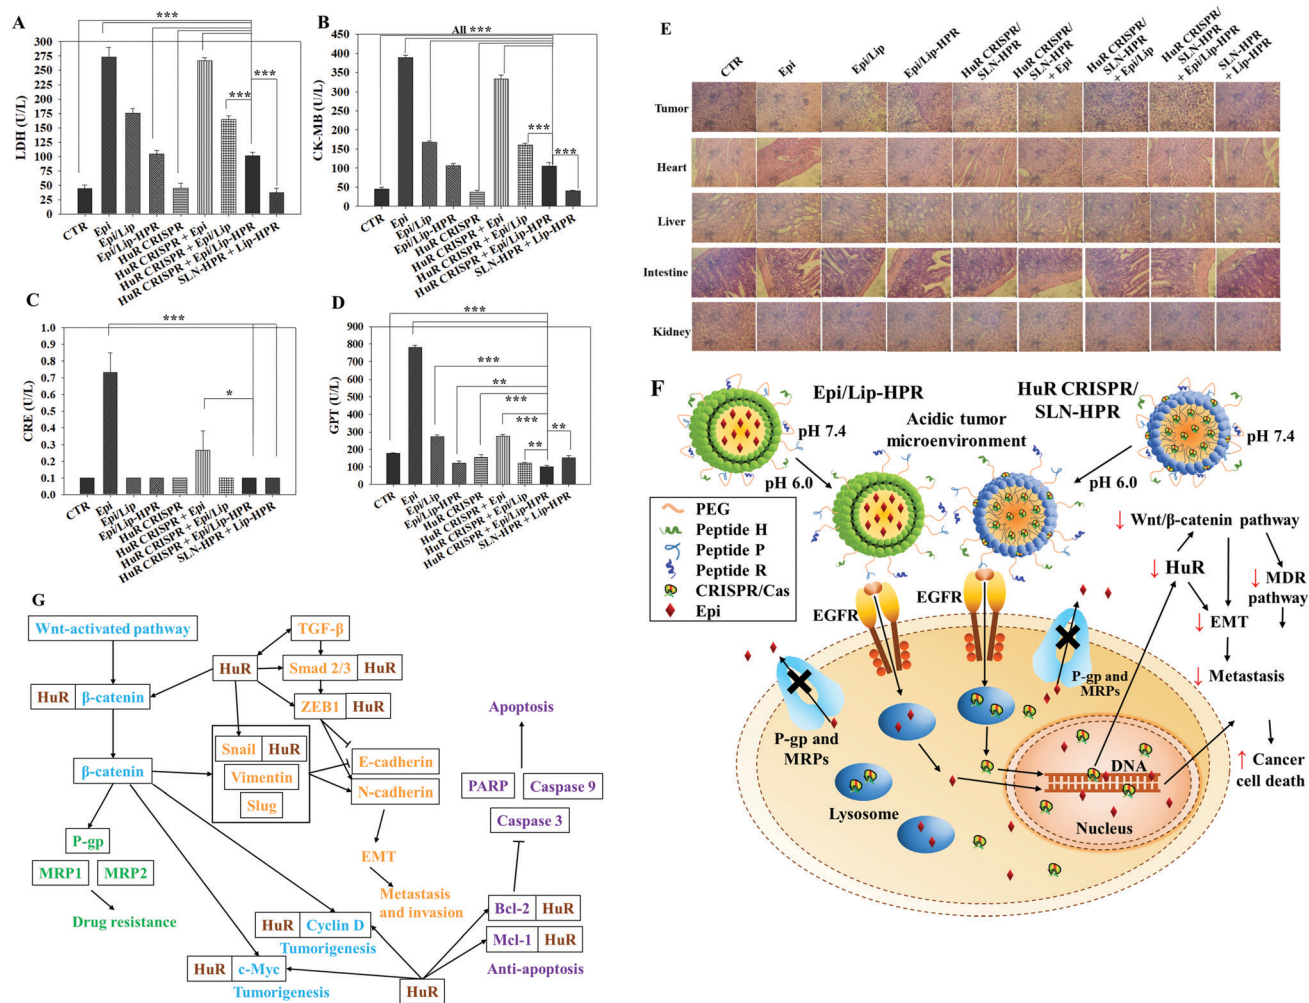 A
LDH (U/L)
300
275
250
225
200
175
150
125
100
75
50
25
0
***
***
***
CTR
Epi
Epi/Lip
Epi/Lip-HPR
HuR CRISPR
HuR CRISPR + Epi
HuR CRISPR + Epi/Lip
HuR CRISPR + Epi/Lip-HPR
SLN-HPR + Lip-HPR
B
CK-MB (U/L)
450
400
350
300
250
200
150
100
50
0
All ***
***
***
CTR
Epi
Epi/Lip
Epi/Lip-HPR
HuR CRISPR
HuR CRISPR + Epi
HuR CRISPR + Epi/Lip
HuR CRISPR + Epi/Lip-HPR
SLN-HPR + Lip-HPR
C
CRE (U/L)
1.0
0.9
0.8
0.7
0.6
0.5
0.4
0.3
0.2
0.1
0.0
***
*
CTR
Epi
Epi/Lip
Epi/Lip-HPR
HuR CRISPR
HuR CRISPR + Epi
HuR CRISPR + Epi/Lip
HuR CRISPR + Epi/Lip-HPR
SLN-HPR + Lip-HPR
D
GPT (U/L)
900
800
700
600
500
400
300
200
100
0
***
***
**
***
***
**
**
CTR
Epi
Epi/Lip
Epi/Lip-HPR
HuR CRISPR
HuR CRISPR + Epi
HuR CRISPR + Epi/Lip
HuR CRISPR + Epi/Lip-HPR
SLN-HPR + Lip-HPR
E
CTR
Epi
Epi/Lip
Epi/Lip-HPR
HuR CRISPR/
SLN-HPR
HuR CRISPR/
SLN-HPR
+ Epi
HuR CRISPR/
SLN-HPR
+ Epi/Lip
HuR CRISPR/
SLN-HPR
+ Epi/Lip-HPR
SLN-HPR
+ Lip-HPR
Tumor
Heart
Liver
Intestine
Kidney
F
Epi/Lip-HPR
HuR CRISPR/
SLN-HPR
Acidic tumor
microenvironment
pH 7.4
pH 6.0
pH 7.4
pH 6.0
PEG
Peptide H
Peptide P
Peptide R
CRISPR/Cas
Epi
EGFR
EGFR
P-gp and
MRPs
P-gp and
MRPs
Lysosome
DNA
Nucleus
↓ Wnt/β-catenin pathway
↓ HuR
↓ MDR
pathway
↓ EMT
↓ Metastasis
↑ Cancer
cell death
G
Wnt-activated pathway
TGF-β
HuR
Smad 2/3 HuR
HuR β-catenin
ZEB1 HuR
Snail HuR
Vimentin
Slug
β-catenin
E-cadherin
N-cadherin
Apoptosis
PARP
Caspase 9
Caspase 3
P-gp
MRP1
MRP2
Drug resistance
EMT
Metastasis
and invasion
HuR Cyclin D
Tumorigenesis
HuR c-Myc
Tumorigenesis
Bcl-2 HuR
Mcl-1 HuR
Anti-apoptosis
HuR